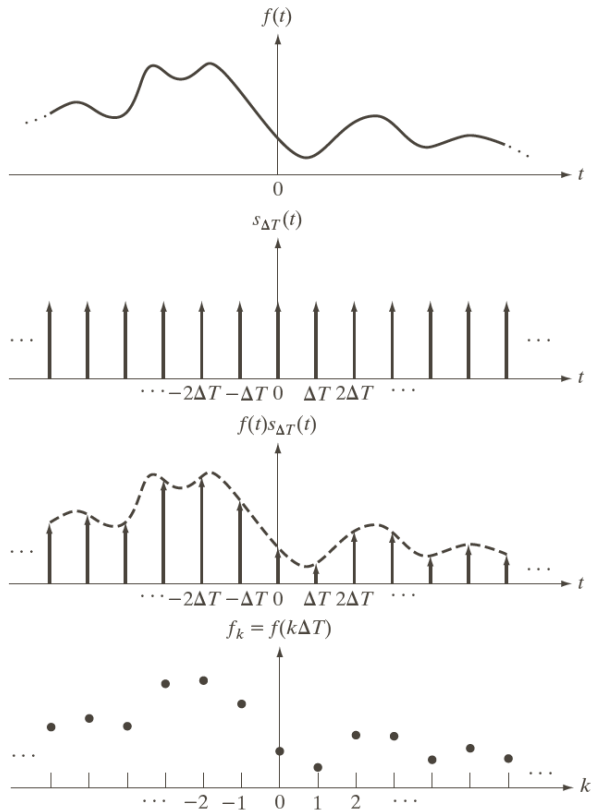 f(t)
t
0
s_ΔT(t)
· · ·
· · ·
t
· · · −2ΔT −ΔT 0 ΔT 2ΔT · · ·
f(t)s_ΔT(t)
· · ·
· · ·
t
· · · −2ΔT −ΔT 0 ΔT 2ΔT · · ·
f_k = f(kΔT)
· · ·
· · ·
k
· · · −2 −1 0 1 2 · · ·